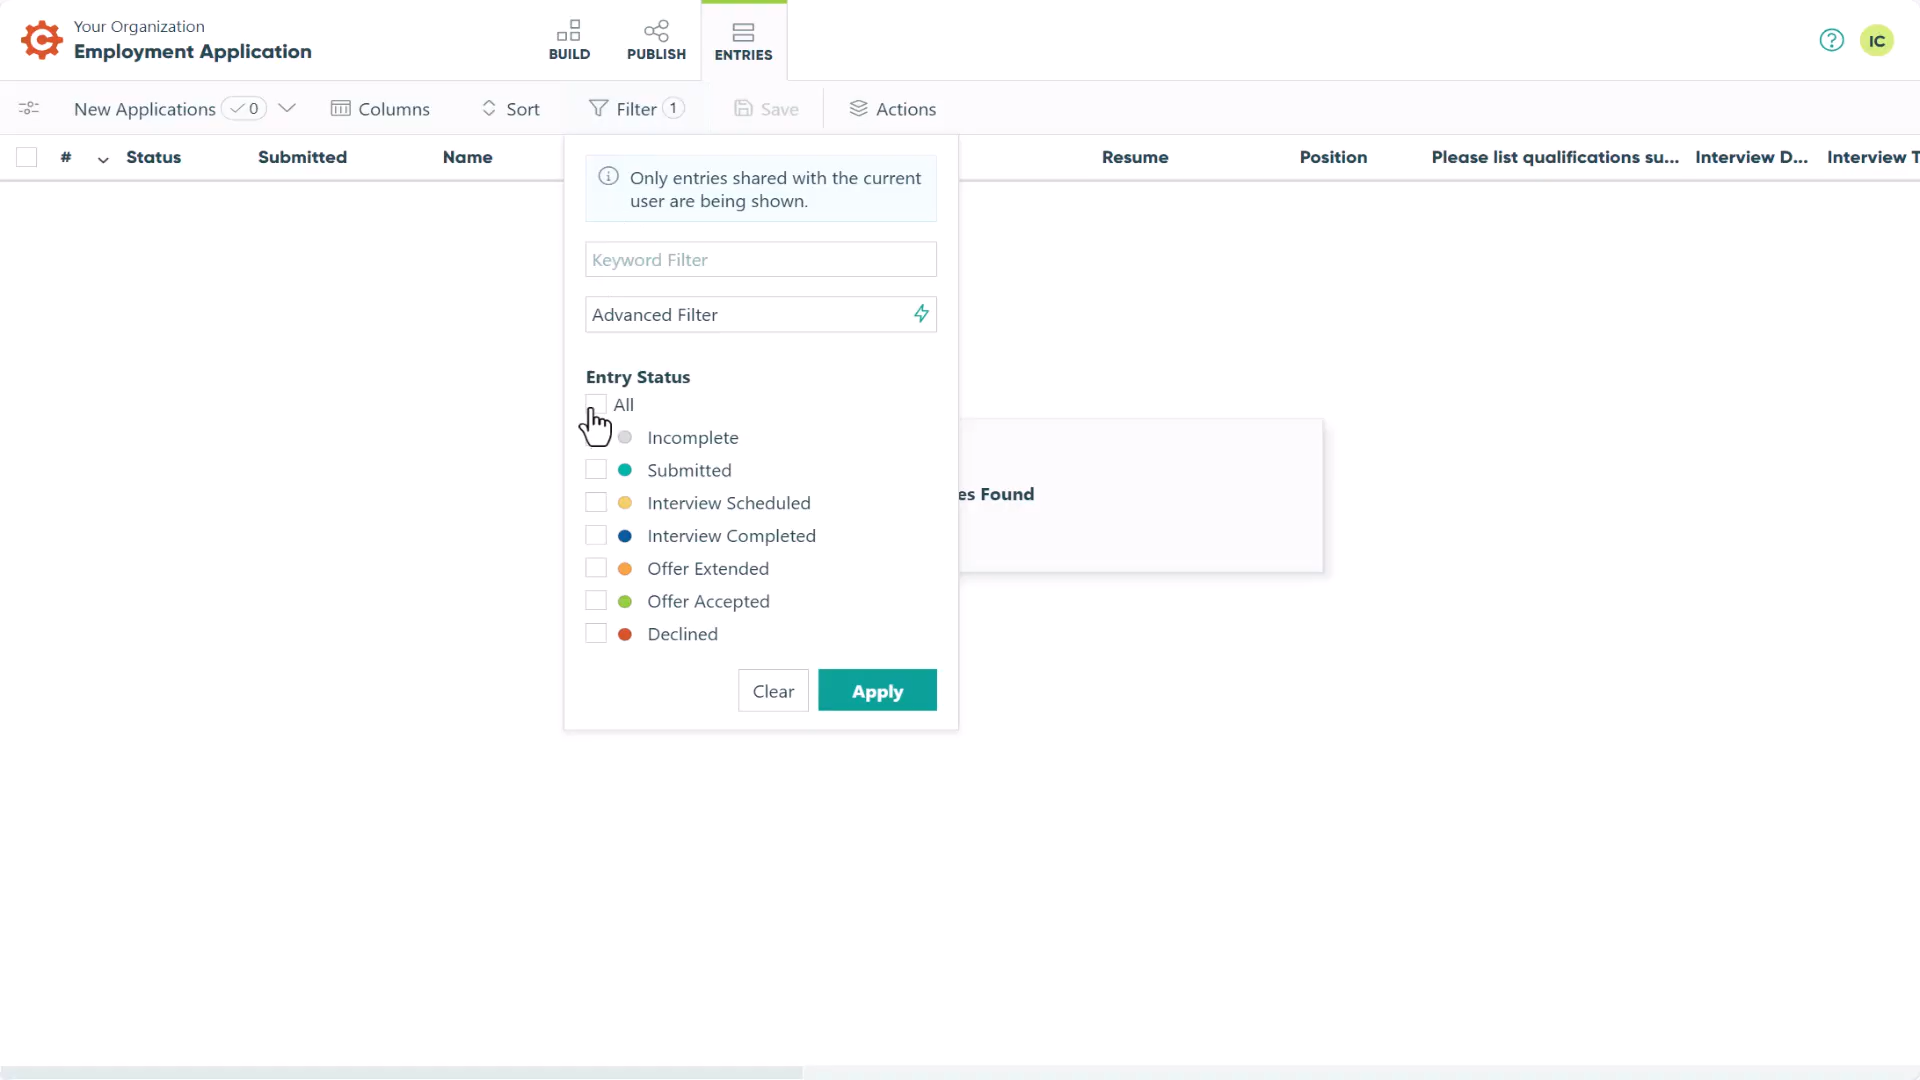 Your Organization
Employment Application
BUILD
PUBLISH
ENTRIES
IC
New Applications 0
Columns
Sort
Filter 1
Save
Actions
# Status Submitted Name Resume Position Please list qualifications su... Interview D... Interview T
Only entries shared with the current
user are being shown.
Keyword Filter
Advanced Filter
Entry Status
All
Incomplete
Submitted
Interview Scheduled
Interview Completed
Offer Extended
Offer Accepted
Declined
Clear
Apply
es Found